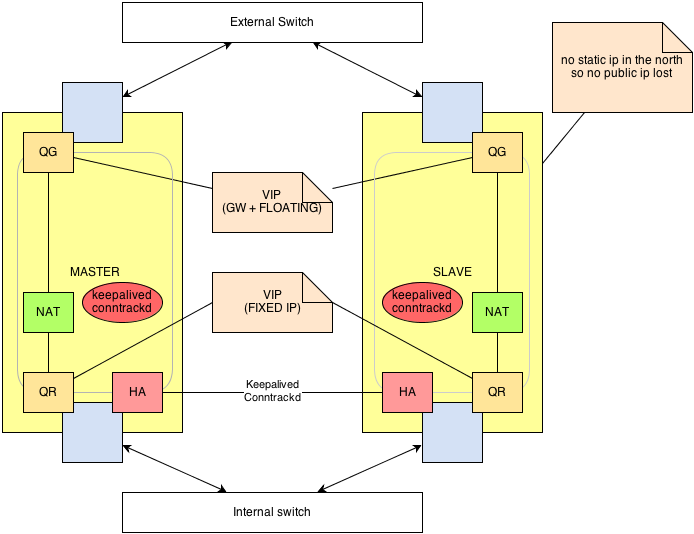 External Switch
no static ip in the north
so no public ip lost
QG
QG
VIP
(GW + FLOATING)
MASTER
SLAVE
keepalived
conntrackd
keepalived
conntrackd
VIP
(FIXED IP)
NAT
NAT
QR
HA
Keepalived
Conntrackd
HA
QR
Internal switch